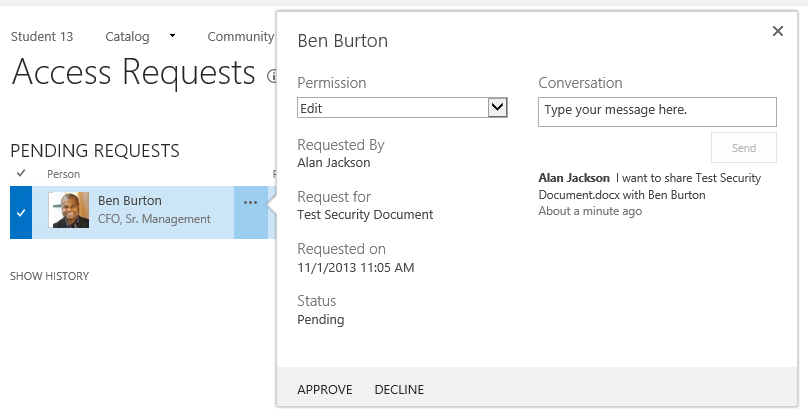 Student 13 Catalog Community
Access Requests
PENDING REQUESTS
Person
Ben Burton
CFO, Sr. Management
SHOW HISTORY
Ben Burton
Permission
Edit
Requested By
Alan Jackson
Request for
Test Security Document
Requested on
11/1/2013 11:05 AM
Status
Pending
Conversation
Type your message here.
Send
Alan Jackson I want to share Test Security
Document.docx with Ben Burton
About a minute ago
APPROVE DECLINE